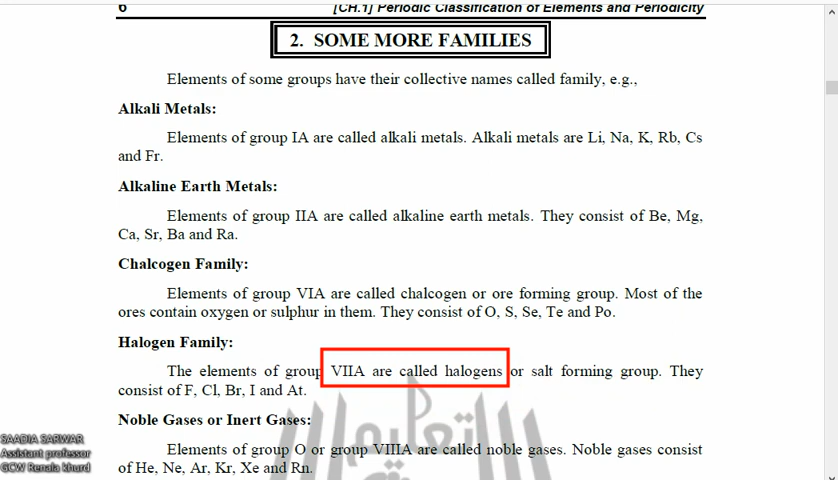 6 [CH.1] Periodic Classification of Elements and Periodicity
2. SOME MORE FAMILIES
Elements of some groups have their collective names called family, e.g.,
Alkali Metals:
Elements of group IA are called alkali metals. Alkali metals are Li, Na, K, Rb, Cs
and Fr.
Alkaline Earth Metals:
Elements of group IIA are called alkaline earth metals. They consist of Be, Mg,
Ca, Sr, Ba and Ra.
Chalcogen Family:
Elements of group VIA are called chalcogen or ore forming group. Most of the
ores contain oxygen or sulphur in them. They consist of O, S, Se, Te and Po.
Halogen Family:
The elements of group VIIA are called halogens or salt forming group. They
consist of F, Cl, Br, I and At.
Noble Gases or Inert Gases:
Elements of group O or group VIIIA are called noble gases. Noble gases consist
of He, Ne, Ar, Kr, Xe and Rn.
SAADIA SARWAR
Assistant professor
GCW Renala khurd